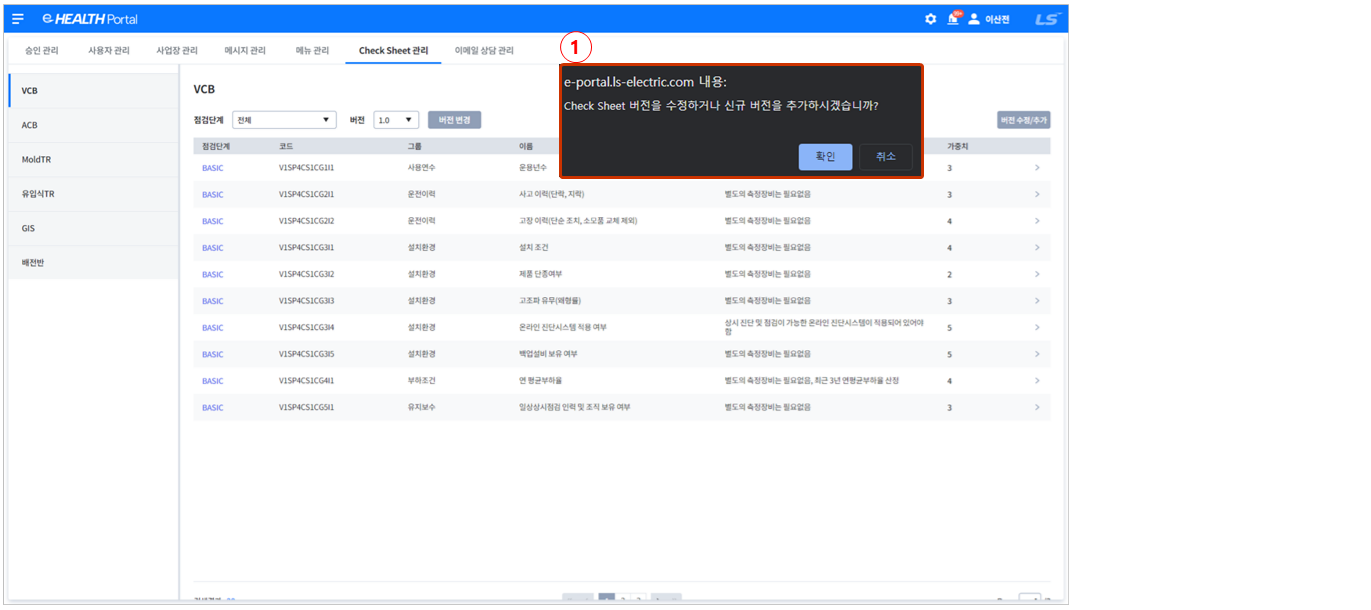 e-HEALTH Portal
99+
이산전
LS
승인 관리 사용자 관리 사업장 관리 메시지 관리 메뉴 관리 Check Sheet 관리 이메일 상담 관리
1
e-portal.ls-electric.com 내용:
Check Sheet 버전을 수정하거나 신규 버전을 추가하시겠습니까?
확인 취소
VCB
ACB
MoldTR
유입식TR
GIS
배전반
VCB
점검단계 전체 버전 1.0 버전 변경 버전 수정/추가
점검단계 코드 그룹 이름 가중치
BASIC V1SP4CS1CG1I1 사용연수 운용년수 3
BASIC V1SP4CS1CG2I1 운전이력 사고 이력(단락, 지락) 별도의 측정장비는 필요없음 3
BASIC V1SP4CS1CG2I2 운전이력 고장 이력(단순 조치, 소모품 교체 제외) 별도의 측정장비는 필요없음 4
BASIC V1SP4CS1CG3I1 설치환경 설치 조건 별도의 측정장비는 필요없음 4
BASIC V1SP4CS1CG3I2 설치환경 제품 단종여부 별도의 측정장비는 필요없음 2
BASIC V1SP4CS1CG3I3 설치환경 고조파 유무(왜형률) 별도의 측정장비는 필요없음 3
BASIC V1SP4CS1CG3I4 설치환경 온라인 진단시스템 적용 여부 상시 진단 및 점검이 가능한 온라인 진단시스템이 적용되어 있어야 5
함
BASIC V1SP4CS1CG3I5 설치환경 백업설비 보유 여부 별도의 측정장비는 필요없음 5
BASIC V1SP4CS1CG4I1 부하조건 연 평균부하율 별도의 측정장비는 필요없음, 최근 3년 연평균부하율 산정 4
BASIC V1SP4CS1CG5I1 유지보수 일상상시점검 인력 및 조직 보유 여부 별도의 측정장비는 필요없음 3